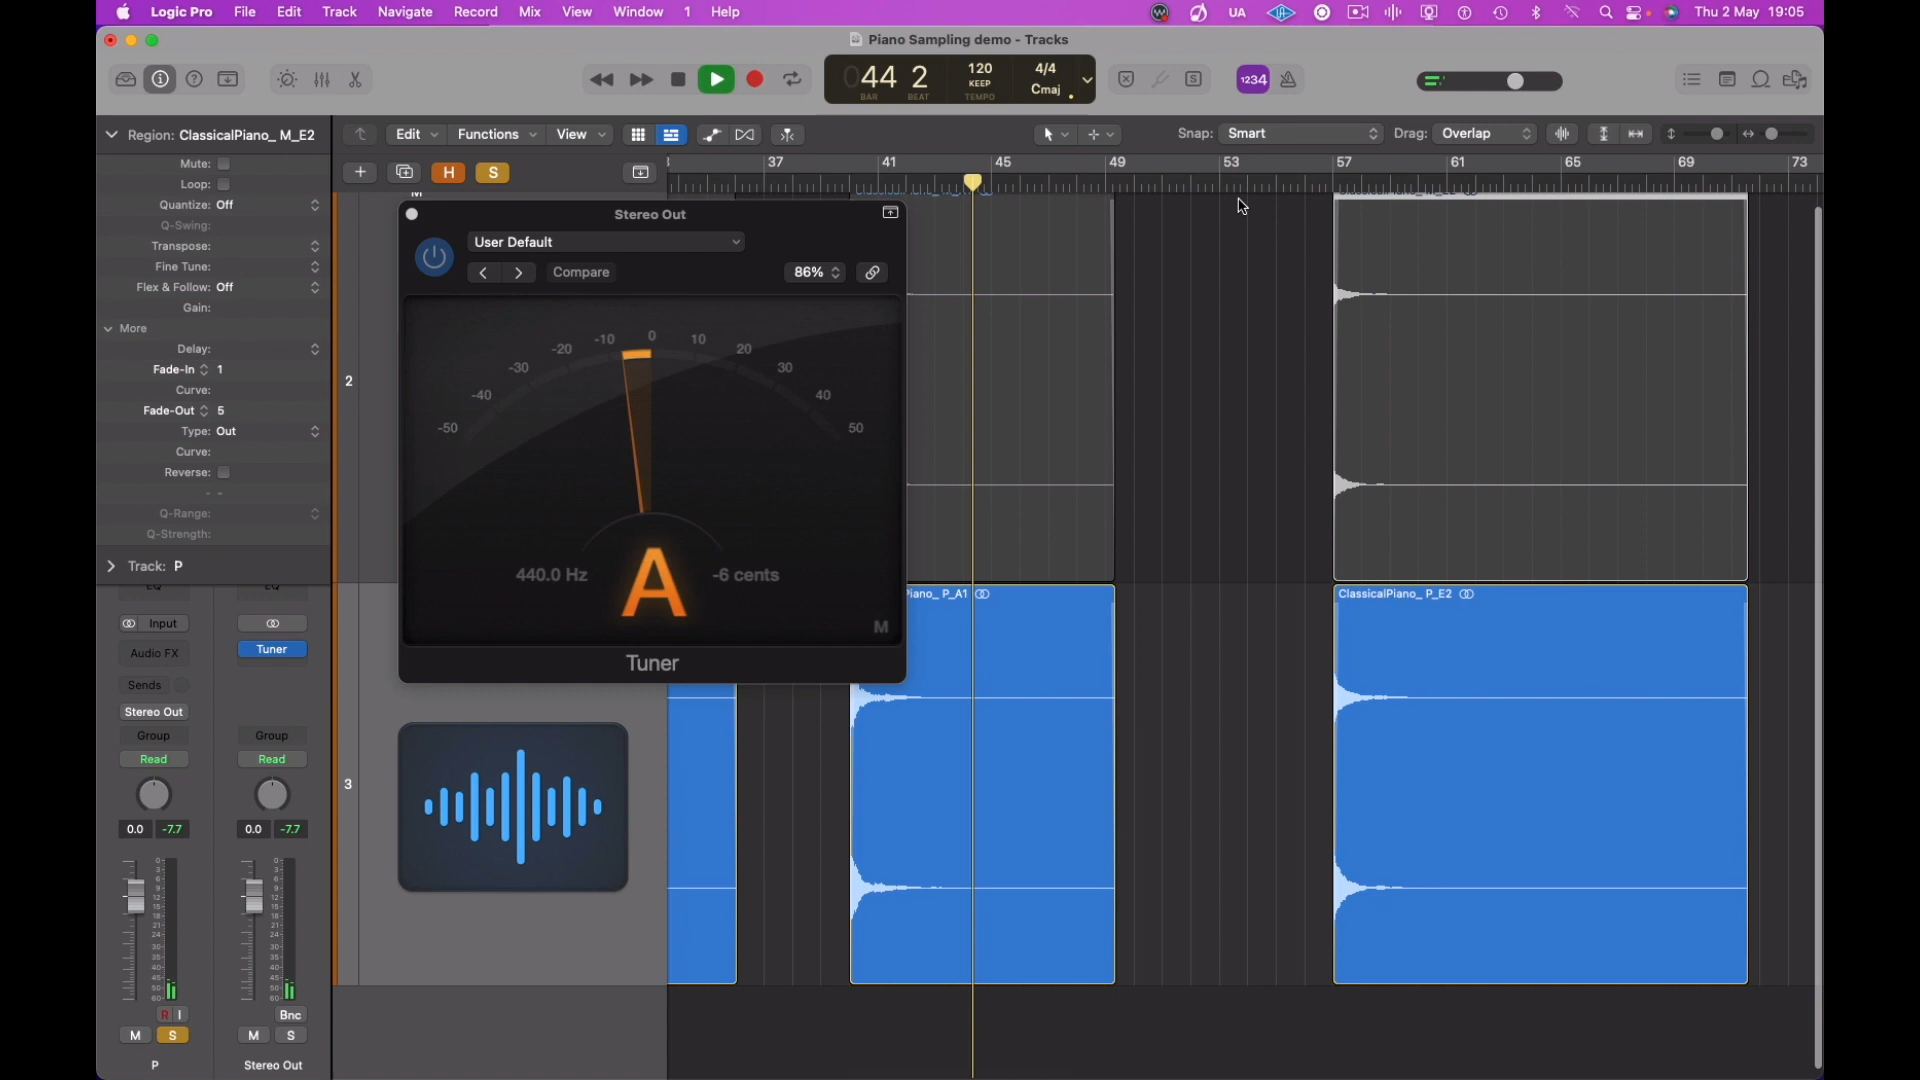 Logic Pro File Edit Track Navigate Record Mix View Window 1 Help
UA Thu 2 May 19:05
Piano Sampling demo - Tracks
044 2 120 4/4
KEEP Cmaj
BAR BEAT TEMPO
S 1234
Region: ClassicalPiano_ M_E2
Edit Functions View Snap: Smart Drag: Overlap
Mute:
Loop:
Quantize: Off
Q-Swing:
Transpose:
Fine Tune:
Flex & Follow: Off
Gain:
More
Delay:
Fade-In 1
Curve:
Fade-Out 5
Type: Out
Curve:
Reverse:
Q-Range:
Q-Strength:
Track: P
Input
Audio FX Tuner
Sends
Stereo Out
Group Group
Read Read
0.0 -7.7 0.0 -7.7
R I Bnc
M S M S
P Stereo Out
H S
37 41 45 49 53 57 61 65 69 73
2
3
Stereo Out
User Default
Compare 86%
-50 -40 -30 -20 -10 0 10 20 30 40 50
440.0 Hz A -6 cents
M
Tuner
Piano_ P_A1
ClassicalPiano_ P_E2